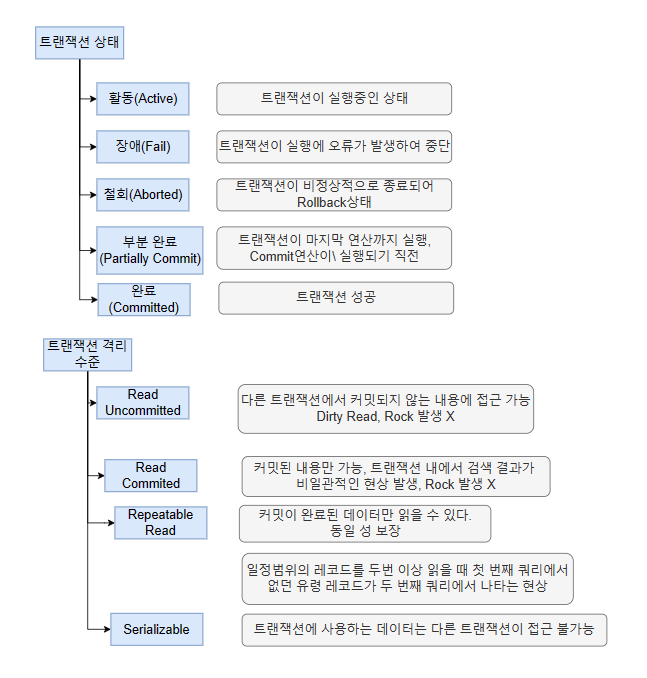 트랜잭션 상태
활동(Active)
트랜잭션이 실행중인 상태
장애(Fail)
트랜잭션이 실행에 오류가 발생하여 중단
철회(Aborted)
트랜잭션이 비정상적으로 종료되어
Rollback상태
부분 완료
(Partially Commit)
트랜잭션이 마지막 연산까지 실행,
Commit연산이\ 실행되기 직전
완료
(Committed)
트랜잭션 성공
트랜잭션 격리
수준
Read
Uncommitted
다른 트랜잭션에서 커밋되지 않는 내용에 접근 가능
Dirty Read, Rock 발생 X
Read
Commited
커밋된 내용만 가능, 트랜잭션 내에서 검색 결과가
비일관적인 현상 발생, Rock 발생 X
Repeatable
Read
커밋이 완료된 데이터만 읽을 수 있다.
동일 성 보장
일정범위의 레코드를 두번 이상 읽을 때 첫 번째 쿼리에서
없던 유령 레코드가 두 번째 쿼리에서 나타는 현상
Serializable
트랜잭션에 사용하는 데이터는 다른 트랜잭션이 접근 불가능